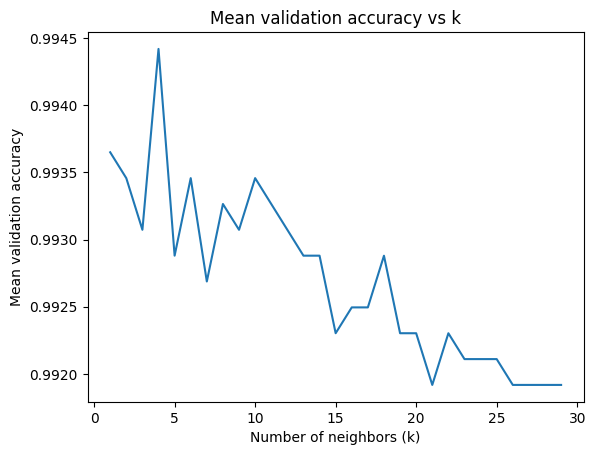 Mean validation accuracy vs k
Mean validation accuracy
0.9945
0.9940
0.9935
0.9930
0.9925
0.9920
0 5 10 15 20 25 30
Number of neighbors (k)